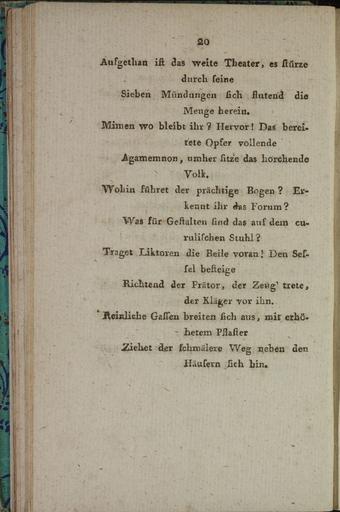 20
Aufgethan iſt das weite Theater, es ſtürze
durch ſeine
Sieben Mündungen ſich flutend die
Menge herein.
Mimen wo bleibt ihr? Hervor! Das berei-
tete Opfer vollende
Agamemnon, umher ſitze das horchende
Volk.
Wohin führet der prächtige Bogen? Er-
kennt ihr das Forum?
Was für Geſtalten ſind das auf dem cu-
ruliſchen Stuhl?
Traget Liktoren die Beile voran! Den Seſ-
ſel beſteige
Richtend der Prätor, der Zeug' trete,
der Kläger vor ihn.
Reinliche Gaſſen breiten ſich aus, mit erhö-
hetem Pflaſter
Ziehet der ſchmälere Weg neben den
Häuſern ſich hin.